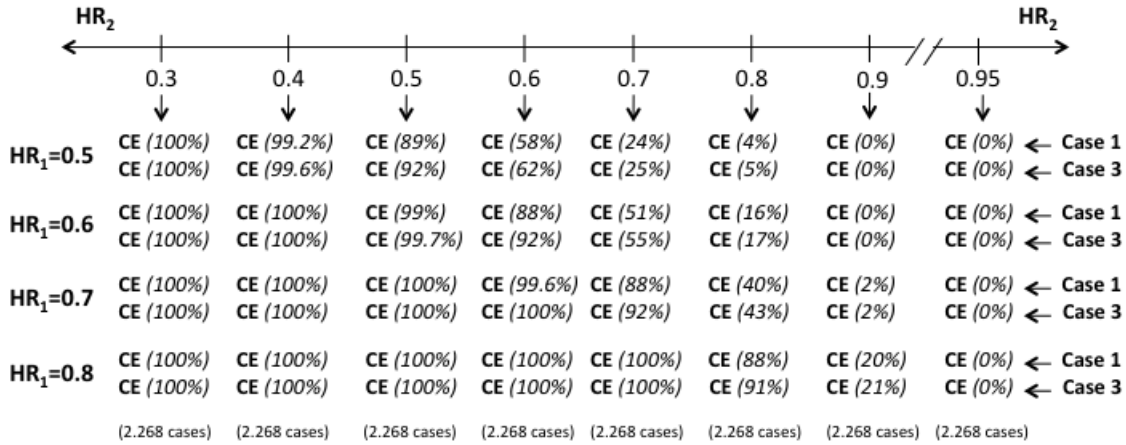 HR₂ HR₂
0.3 0.4 0.5 0.6 0.7 0.8 0.9 0.95
CE (100%) CE (99.2%) CE (89%) CE (58%) CE (24%) CE (4%) CE (0%) CE (0%) ← Case 1
HR₁=0.5
CE (100%) CE (99.6%) CE (92%) CE (62%) CE (25%) CE (5%) CE (0%) CE (0%) ← Case 3
CE (100%) CE (100%) CE (99%) CE (88%) CE (51%) CE (16%) CE (0%) CE (0%) ← Case 1
HR₁=0.6
CE (100%) CE (100%) CE (99.7%) CE (92%) CE (55%) CE (17%) CE (0%) CE (0%) ← Case 3
CE (100%) CE (100%) CE (100%) CE (99.6%) CE (88%) CE (40%) CE (2%) CE (0%) ← Case 1
HR₁=0.7
CE (100%) CE (100%) CE (100%) CE (100%) CE (92%) CE (43%) CE (2%) CE (0%) ← Case 3
CE (100%) CE (100%) CE (100%) CE (100%) CE (100%) CE (88%) CE (20%) CE (0%) ← Case 1
HR₁=0.8
CE (100%) CE (100%) CE (100%) CE (100%) CE (100%) CE (91%) CE (21%) CE (0%) ← Case 3
(2.268 cases) (2.268 cases) (2.268 cases) (2.268 cases) (2.268 cases) (2.268 cases) (2.268 cases) (2.268 cases)